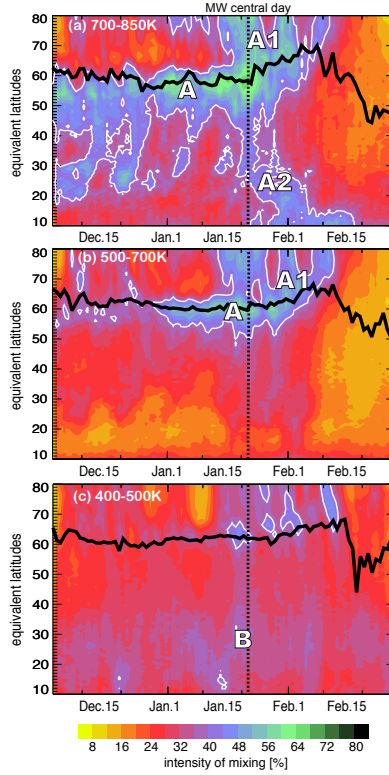 MW central day
(a) 700-850K
A1
A
A2
equivalent latitudes
80
70
60
50
40
30
20
10
Dec.15 Jan.1 Jan.15 Feb.1 Feb.15
(b) 500-700K
A1
A
equivalent latitudes
80
70
60
50
40
30
20
10
Dec.15 Jan.1 Jan.15 Feb.1 Feb.15
(c) 400-500K
B
equivalent latitudes
80
70
60
50
40
30
20
10
Dec.15 Jan.1 Jan.15 Feb.1 Feb.15
8 16 24 32 40 48 56 64 72 80
intensity of mixing [%]